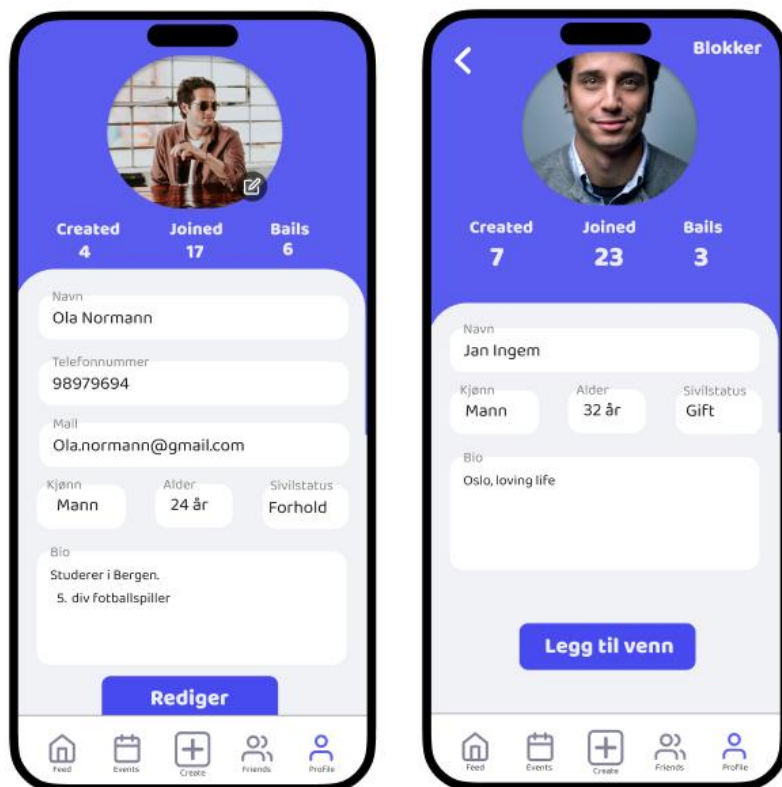 Created Joined Bails
4 17 6
Navn
Ola Normann
Telefonnummer
98979694
Mail
Ola.normann@gmail.com
Kjønn Alder Sivilstatus
Mann 24 år Forhold
Bio
Studerer i Bergen.
5. div fotballspiller
Rediger
Feed Events Create Friends Profile
Blokker
Created Joined Bails
7 23 3
Navn
Jan Ingem
Kjønn Alder Sivilstatus
Mann 32 år Gift
Bio
Oslo, loving life
Legg til venn
Feed Events Create Friends Profile